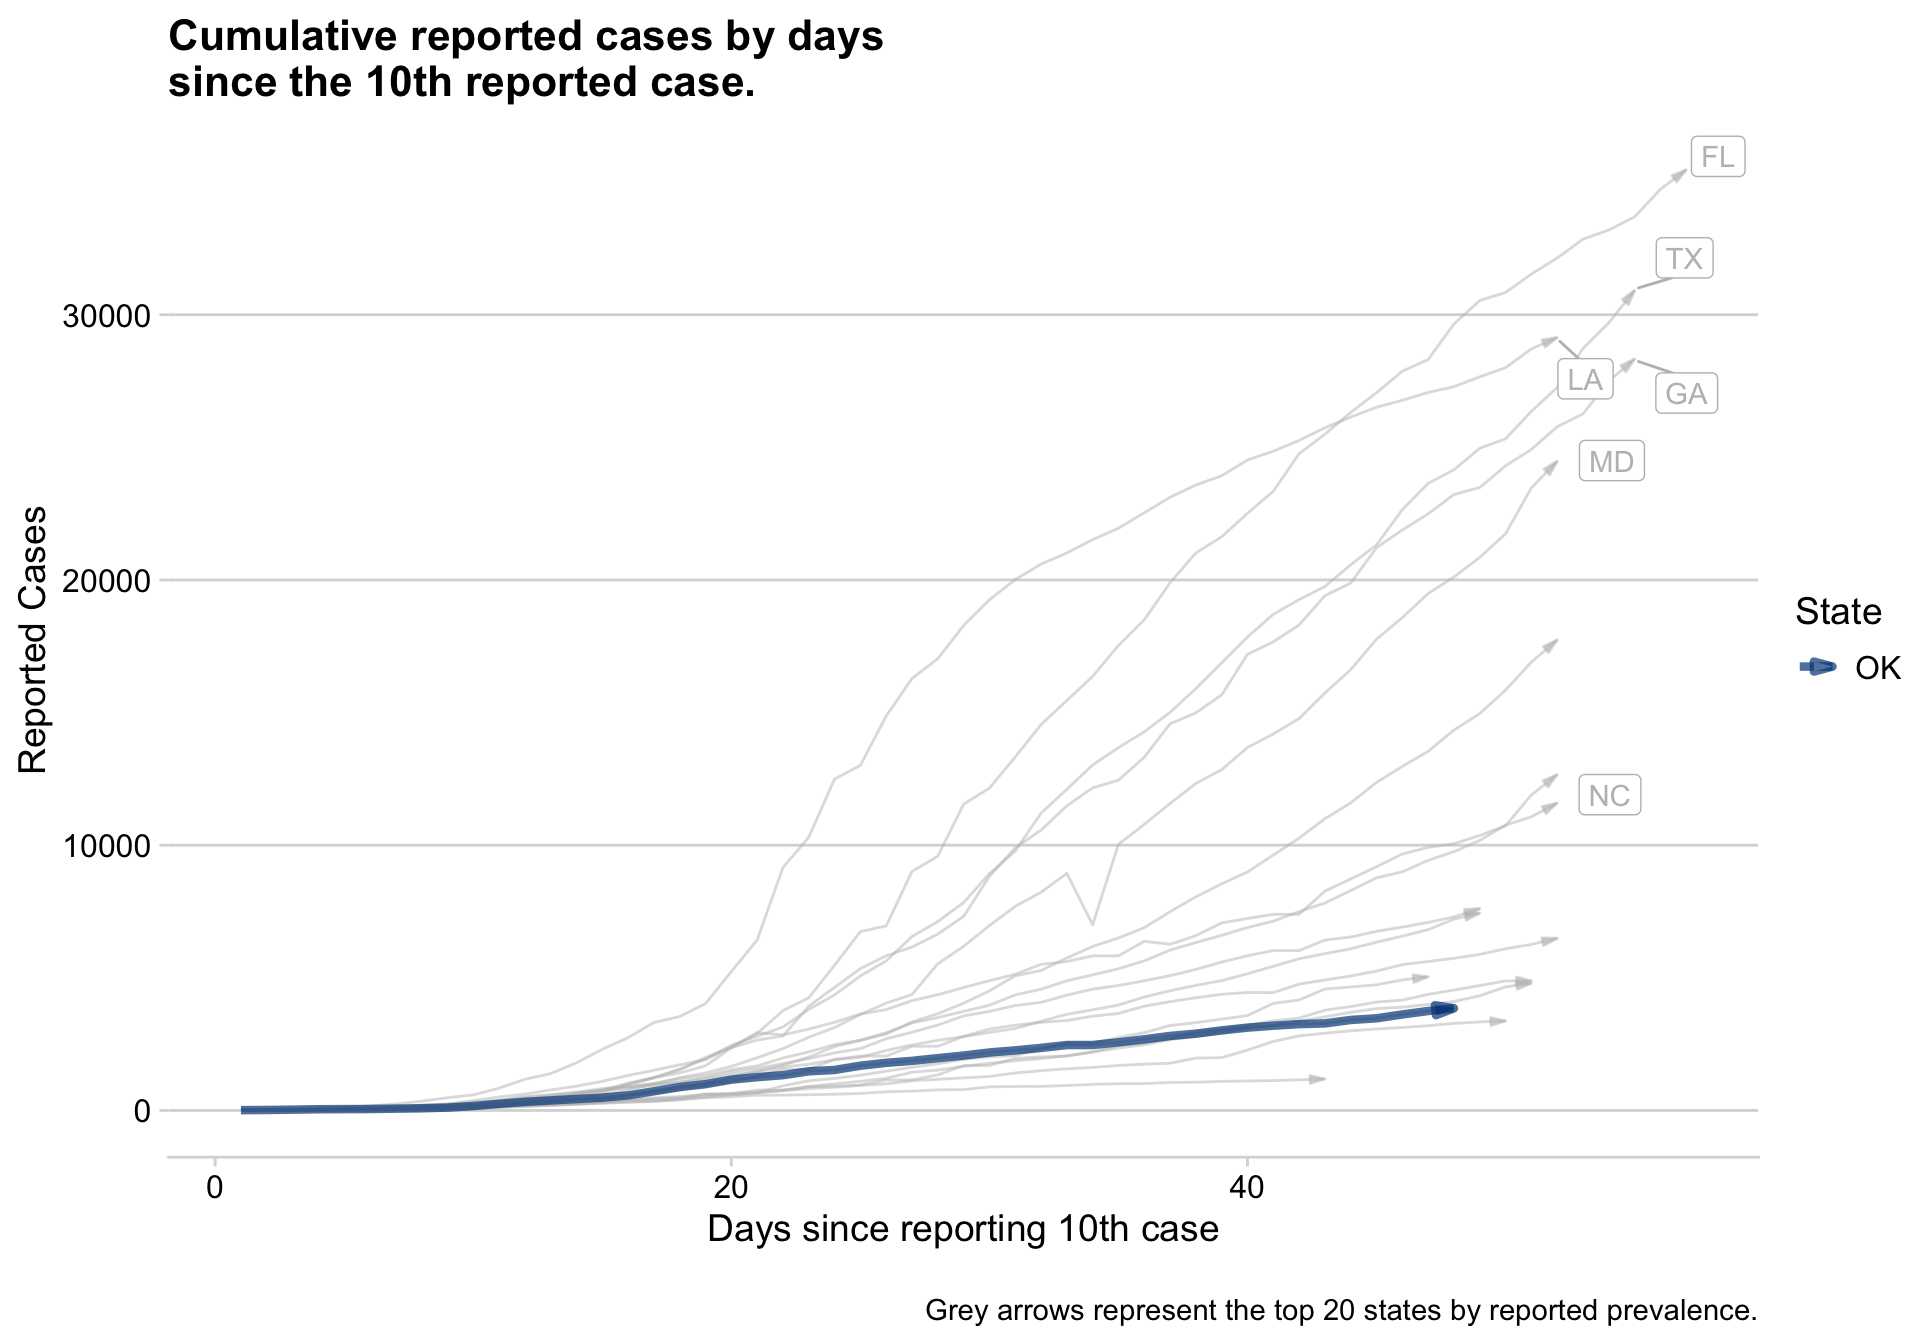 Cumulative reported cases by days
since the 10th reported case.
FL
TX
30000
LA
GA
MD
Reported Cases
20000
State
OK
NC
10000
0
0 20 40
Days since reporting 10th case
Grey arrows represent the top 20 states by reported prevalence.